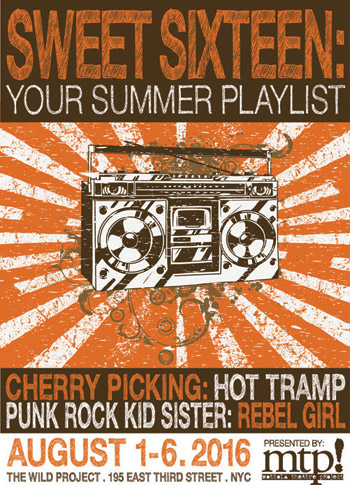 SWEET SIXTEEN:
YOUR SUMMER PLAYLIST
CHERRY PICKING: HOT TRAMP
PUNK ROCK KID SISTER: REBEL GIRL
AUGUST 1-6. 2016
THE WILD PROJECT . 195 EAST THIRD STREET . NYC
PRESENTED BY:
mtp!